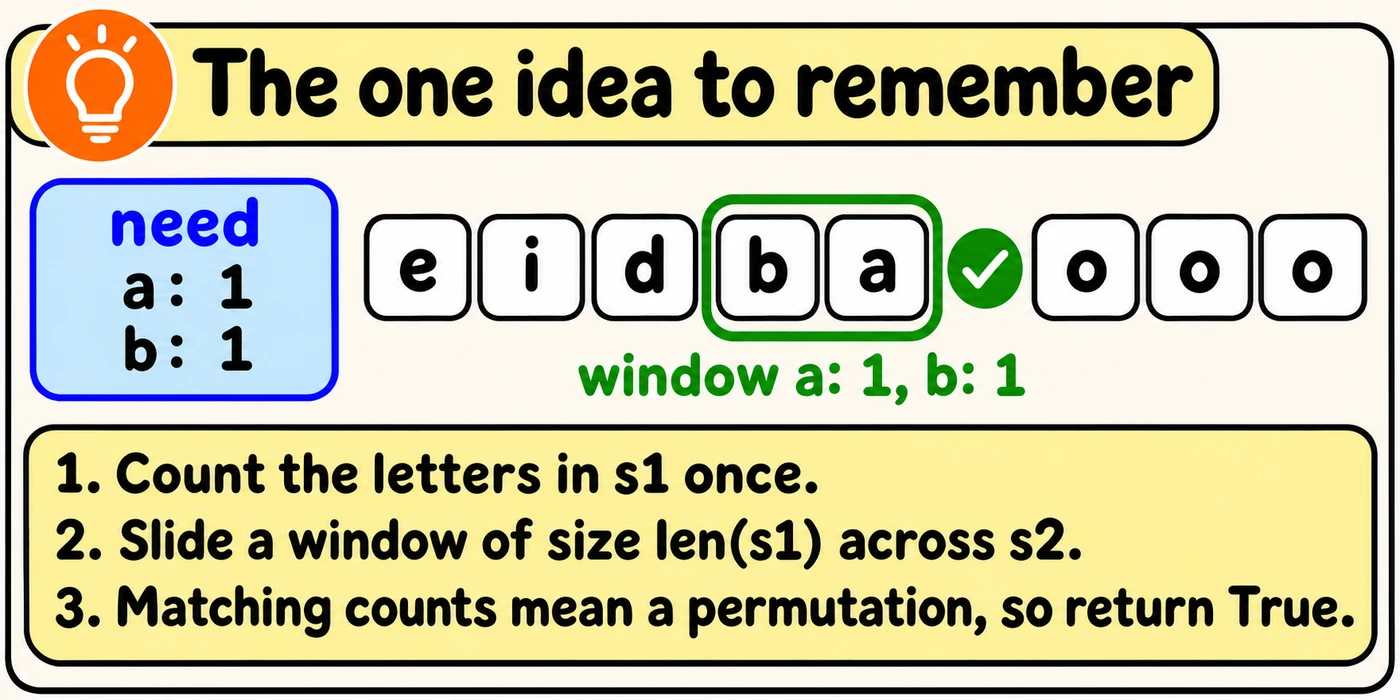 The one idea to remember
need
a: 1
b: 1
e i d b a o o o
window a: 1, b: 1
1. Count the letters in s1 once.
2. Slide a window of size len(s1) across s2.
3. Matching counts mean a permutation, so return True.